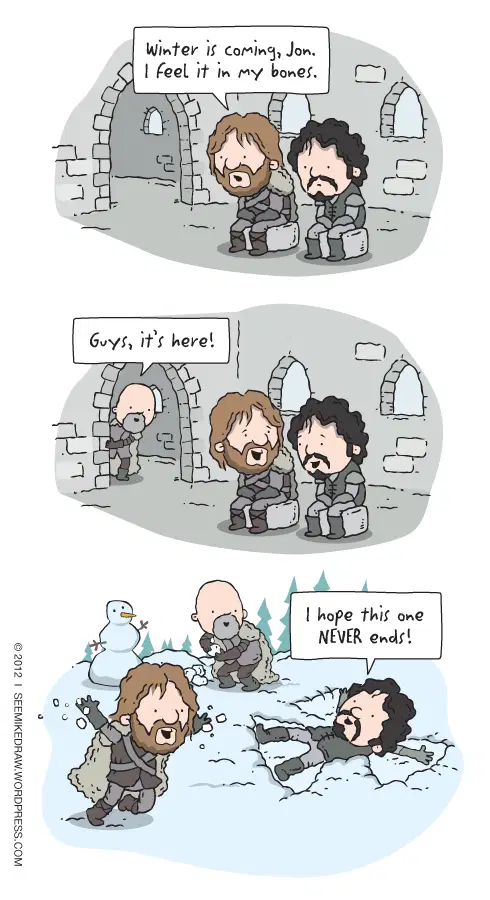 Winter is coming, Jon.
I feel it in my bones.
Guys, it's here!
I hope this one
NEVER ends!
© 2012 | SEEMIKEDRAW.WORDPRESS.COM